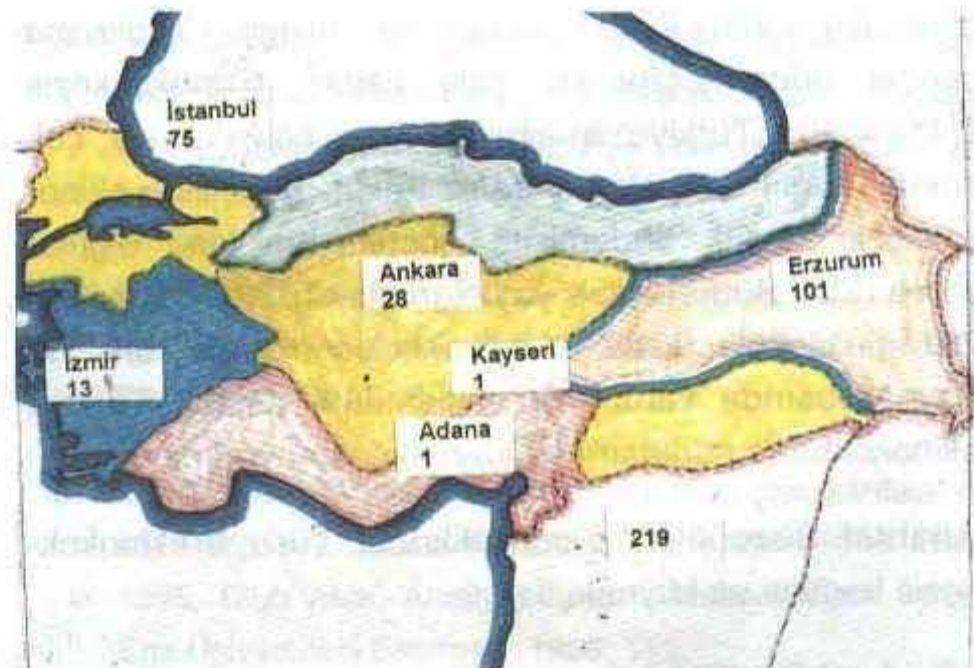 İstanbul
75
Ankara
28
Erzurum
101
İzmir
13
Kayseri
1
Adana
1
219